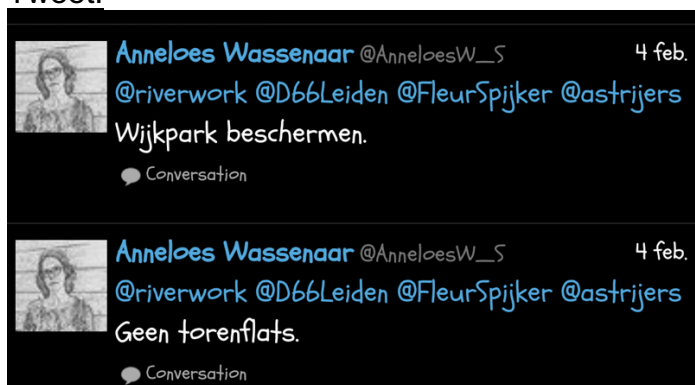 Tweet:
Anneloes Wassenaar @AnneloesW_S 4 feb.
@riverwork @D66Leiden @FleurSpijker @astrijers
Wijkpark beschermen.
Conversation
Anneloes Wassenaar @AnneloesW_S 4 feb.
@riverwork @D66Leiden @FleurSpijker @astrijers
Geen torenflats.
Conversation